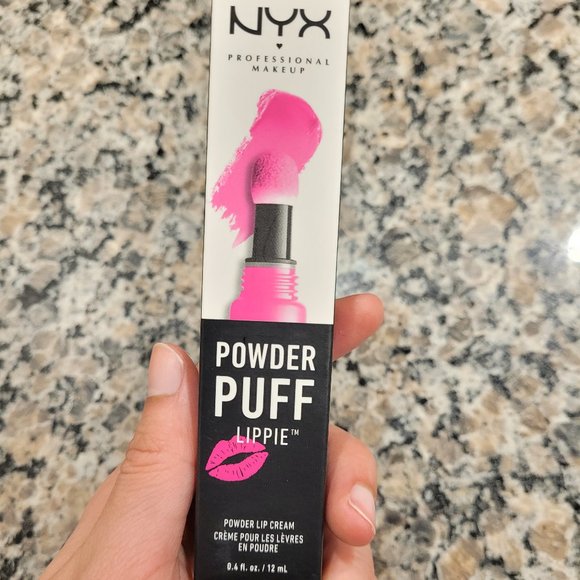 NYX
PROFESSIONAL
MAKEUP
POWDER
PUFF
LIPPIE™
POWDER LIP CREAM
CRÈME POUR LES LÈVRES
EN POUDRE
0.4 fl. oz. / 12 mL